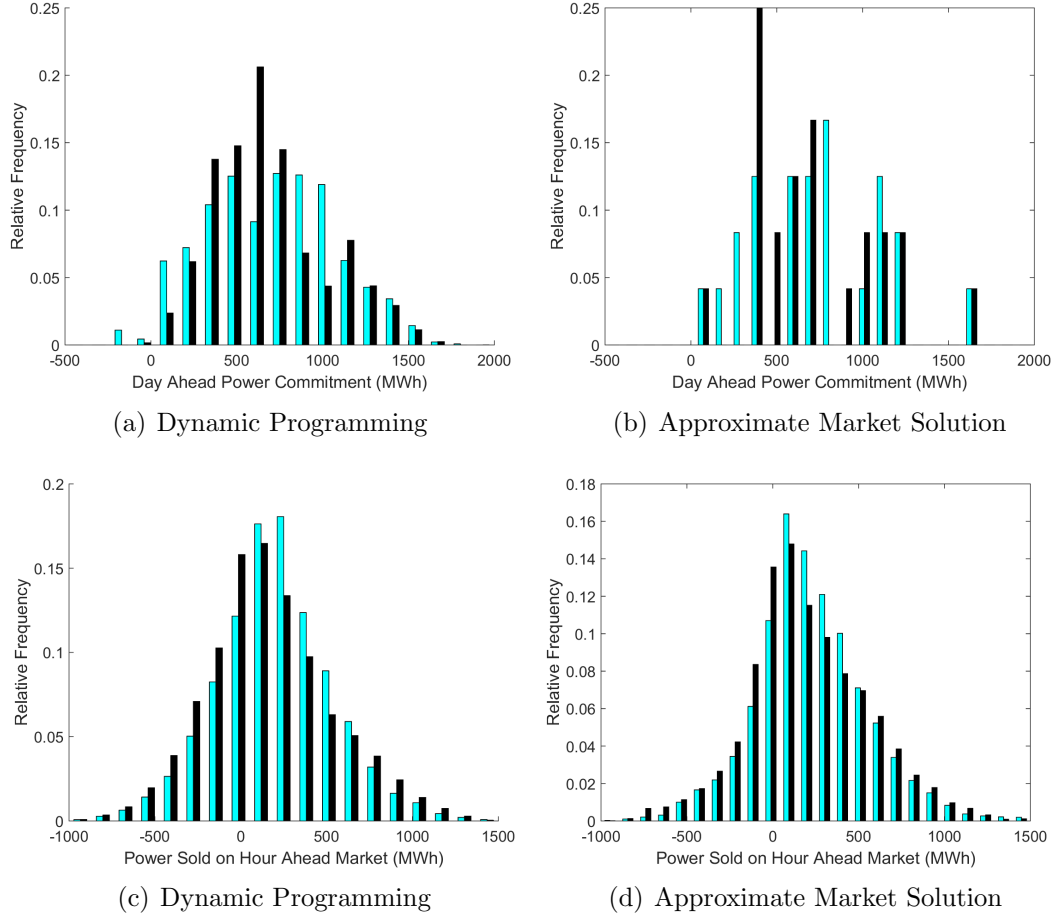 0.25
0.2
0.15
0.1
0.05
0
Relative Frequency
-500 0 500 1000 1500 2000
Day Ahead Power Commitment (MWh)
(a) Dynamic Programming
0.25
0.2
0.15
0.1
0.05
0
Relative Frequency
-500 0 500 1000 1500 2000
Day Ahead Power Commitment (MWh)
(b) Approximate Market Solution
0.2
0.15
0.1
0.05
0
Relative Frequency
-1000 -500 0 500 1000 1500
Power Sold on Hour Ahead Market (MWh)
(c) Dynamic Programming
0.18
0.16
0.14
0.12
0.1
0.08
0.06
0.04
0.02
0
Relative Frequency
-1000 -500 0 500 1000 1500
Power Sold on Hour Ahead Market (MWh)
(d) Approximate Market Solution